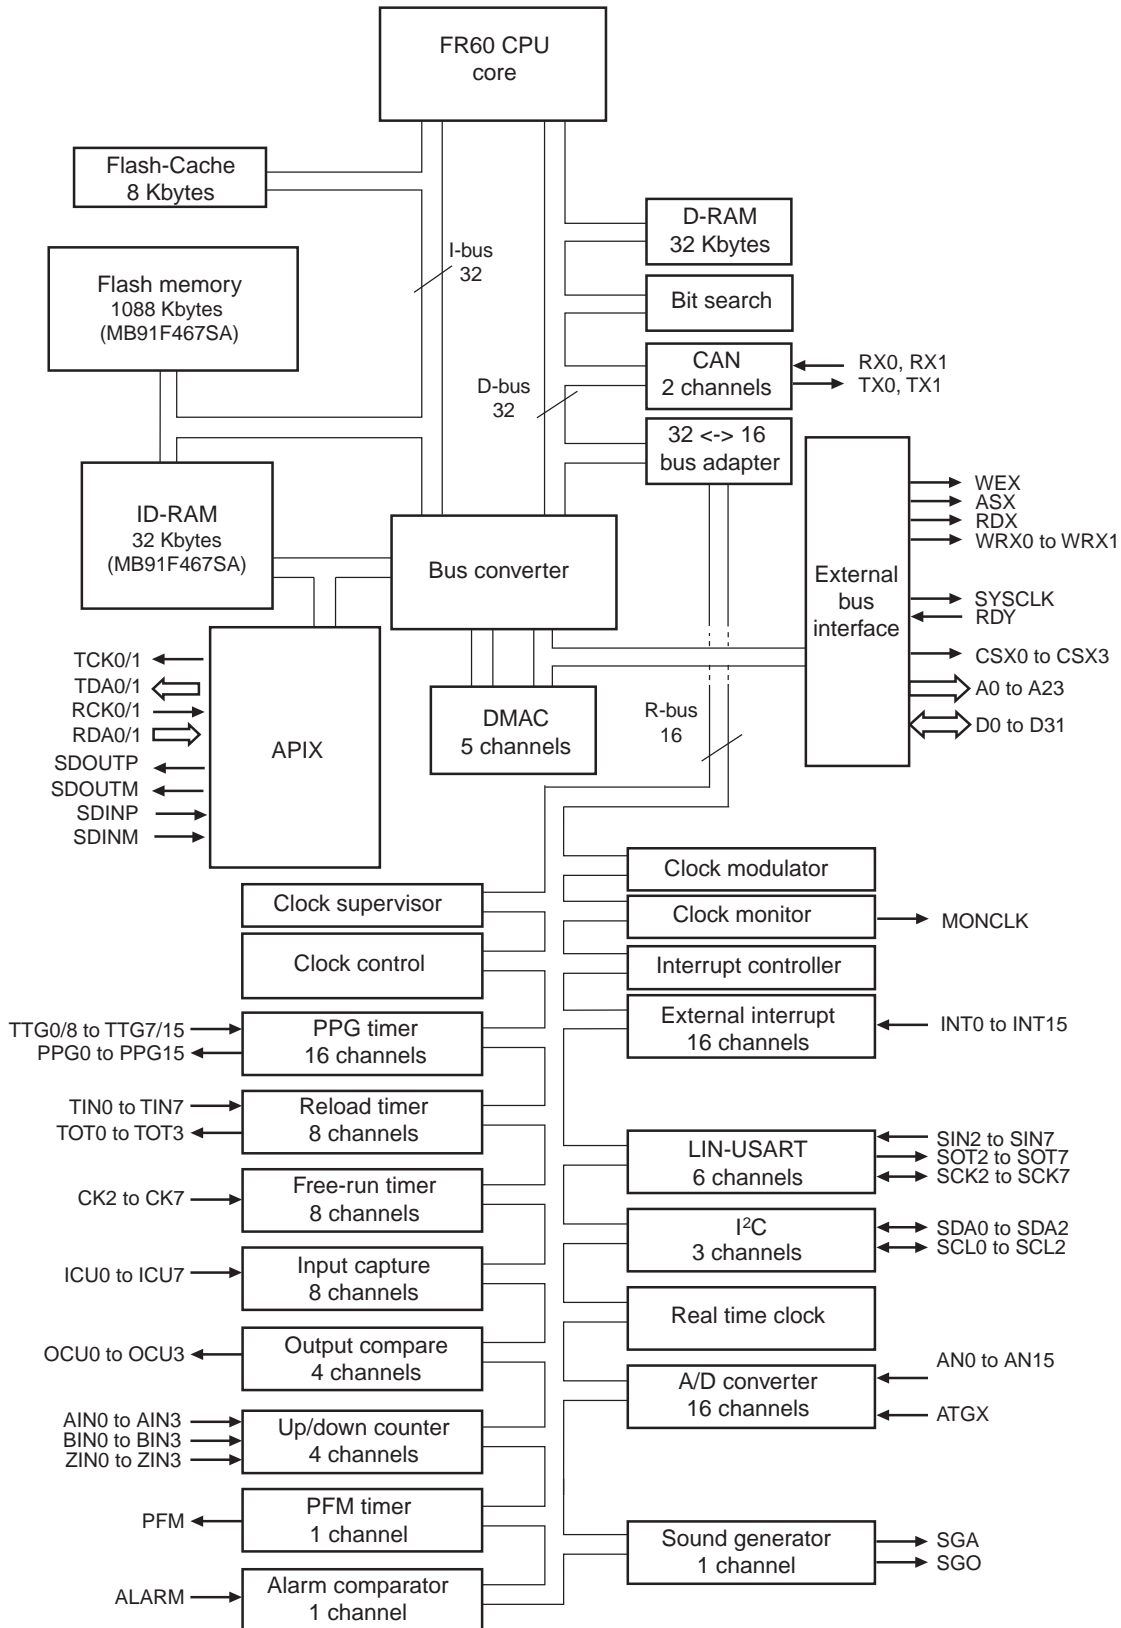 FR60 CPU
core
Flash-Cache
8 Kbytes
D-RAM
32 Kbytes
I-bus
32
Flash memory
1088 Kbytes
(MB91F467SA)
Bit search
CAN
2 channels
RX0, RX1
TX0, TX1
D-bus
32
32 <-> 16
bus adapter
ID-RAM
32 Kbytes
(MB91F467SA)
Bus converter
External
bus
interface
WEX
ASX
RDX
WRX0 to WRX1
SYSCLK
RDY
CSX0 to CSX3
A0 to A23
D0 to D31
TCK0/1
TDA0/1
RCK0/1
RDA0/1
SDOUTP
SDOUTM
SDINP
SDINM
APIX
DMAC
5 channels
R-bus
16
Clock modulator
Clock supervisor
Clock monitor
MONCLK
Clock control
Interrupt controller
External interrupt
16 channels
INT0 to INT15
TTG0/8 to TTG7/15
PPG0 to PPG15
PPG timer
16 channels
TIN0 to TIN7
TOT0 to TOT3
Reload timer
8 channels
LIN-USART
6 channels
SIN2 to SIN7
SOT2 to SOT7
SCK2 to SCK7
CK2 to CK7
Free-run timer
8 channels
I²C
3 channels
SDA0 to SDA2
SCL0 to SCL2
ICU0 to ICU7
Input capture
8 channels
Real time clock
OCU0 to OCU3
Output compare
4 channels
A/D converter
16 channels
AN0 to AN15
ATGX
AIN0 to AIN3
BIN0 to BIN3
ZIN0 to ZIN3
Up/down counter
4 channels
PFM
PFM timer
1 channel
Sound generator
1 channel
SGA
SGO
ALARM
Alarm comparator
1 channel